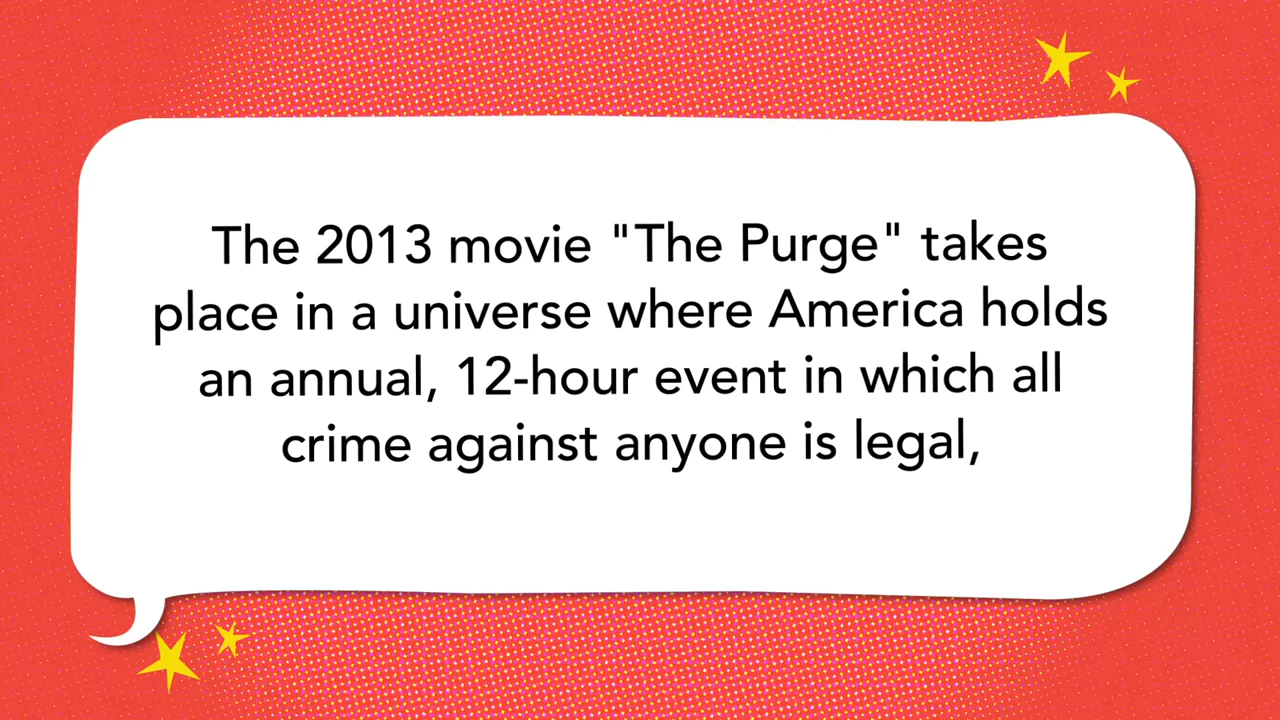 The 2013 movie "The Purge" takes
place in a universe where America holds
an annual, 12-hour event in which all
crime against anyone is legal,